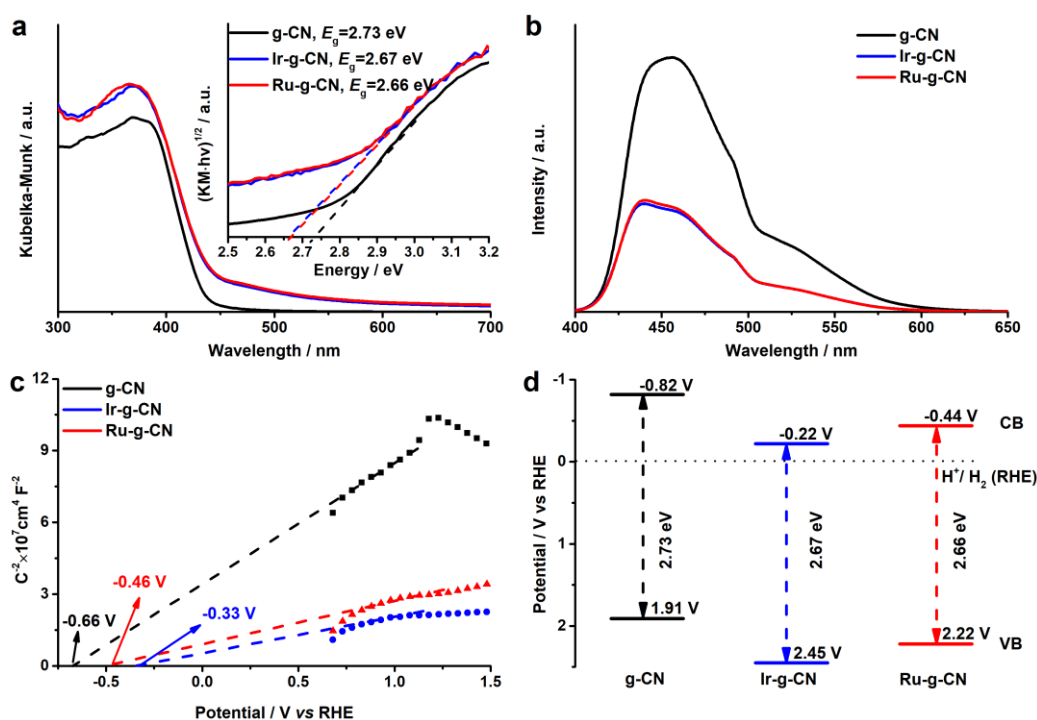 a
g-CN, Eg=2.73 eV
Ir-g-CN, Eg=2.67 eV
Ru-g-CN, Eg=2.66 eV
(KM·hv)1/2 / a.u.
2.5 2.6 2.7 2.8 2.9 3.0 3.1 3.2
Energy / eV
Kubelka-Munk / a.u.
300 400 500 600 700
Wavelength / nm
b
g-CN
Ir-g-CN
Ru-g-CN
Intensity / a.u.
400 450 500 550 600 650
Wavelength / nm
c
g-CN
Ir-g-CN
Ru-g-CN
C-2×107cm4 F-2
12
9
6
3
0
-0.46 V
-0.66 V
-0.33 V
-0.5 0.0 0.5 1.0 1.5
Potential / V vs RHE
d
Potential / V vs RHE
-1
0
1
2
-0.82 V
-0.22 V
-0.44 V
CB
H+/ H2 (RHE)
2.73 eV
2.67 eV
2.66 eV
1.91 V
2.45 V
2.22 V
VB
g-CN Ir-g-CN Ru-g-CN